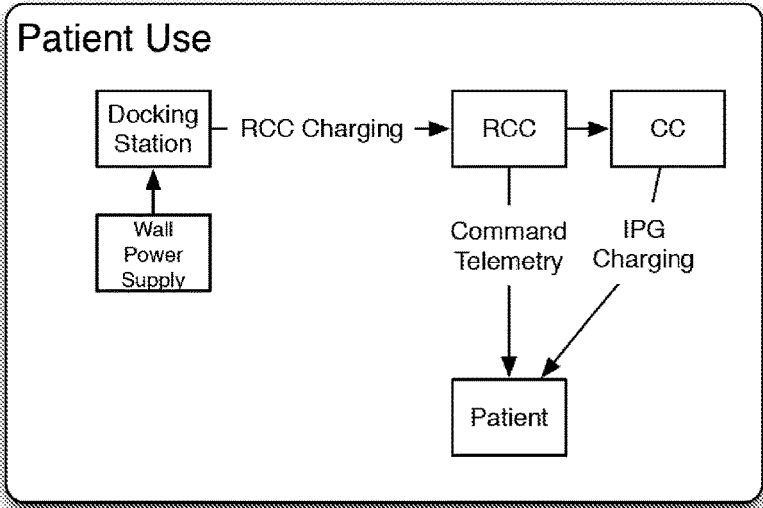 Patient Use
Docking
Station
RCC Charging
RCC
CC
Wall
Power
Supply
Command
Telemetry
IPG
Charging
Patient